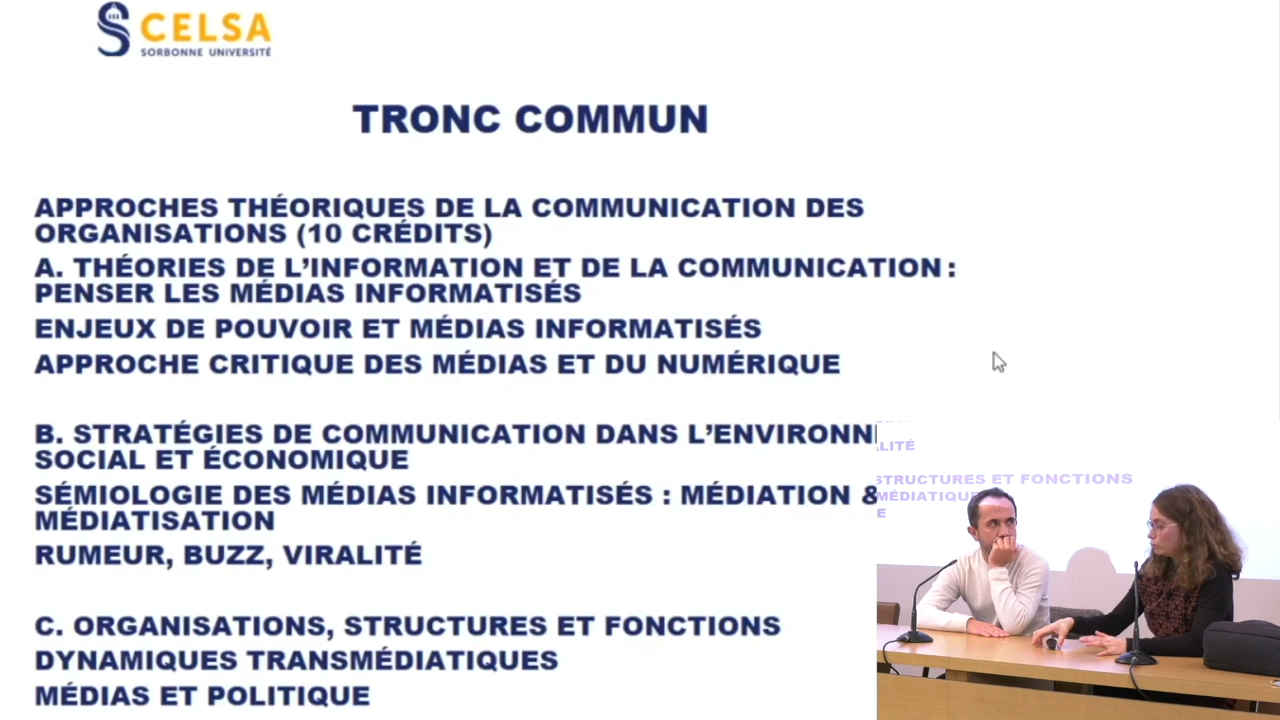 CELSA
SORBONNE UNIVERSITÉ
TRONC COMMUN
APPROCHES THÉORIQUES DE LA COMMUNICATION DES
ORGANISATIONS (10 CRÉDITS)
A. THÉORIES DE L'INFORMATION ET DE LA COMMUNICATION :
PENSER LES MÉDIAS INFORMATISÉS
ENJEUX DE POUVOIR ET MÉDIAS INFORMATISÉS
APPROCHE CRITIQUE DES MÉDIAS ET DU NUMÉRIQUE
B. STRATÉGIES DE COMMUNICATION DANS L'ENVIRONN
SOCIAL ET ÉCONOMIQUE
SÉMIOLOGIE DES MÉDIAS INFORMATISÉS : MÉDIATION &
MÉDIATISATION
RUMEUR, BUZZ, VIRALITÉ
C. ORGANISATIONS, STRUCTURES ET FONCTIONS
DYNAMIQUES TRANSMÉDIATIQUES
MÉDIAS ET POLITIQUE
LITÉ
STRUCTURES ET FONCTIONS
MÉDIATIQUE
E